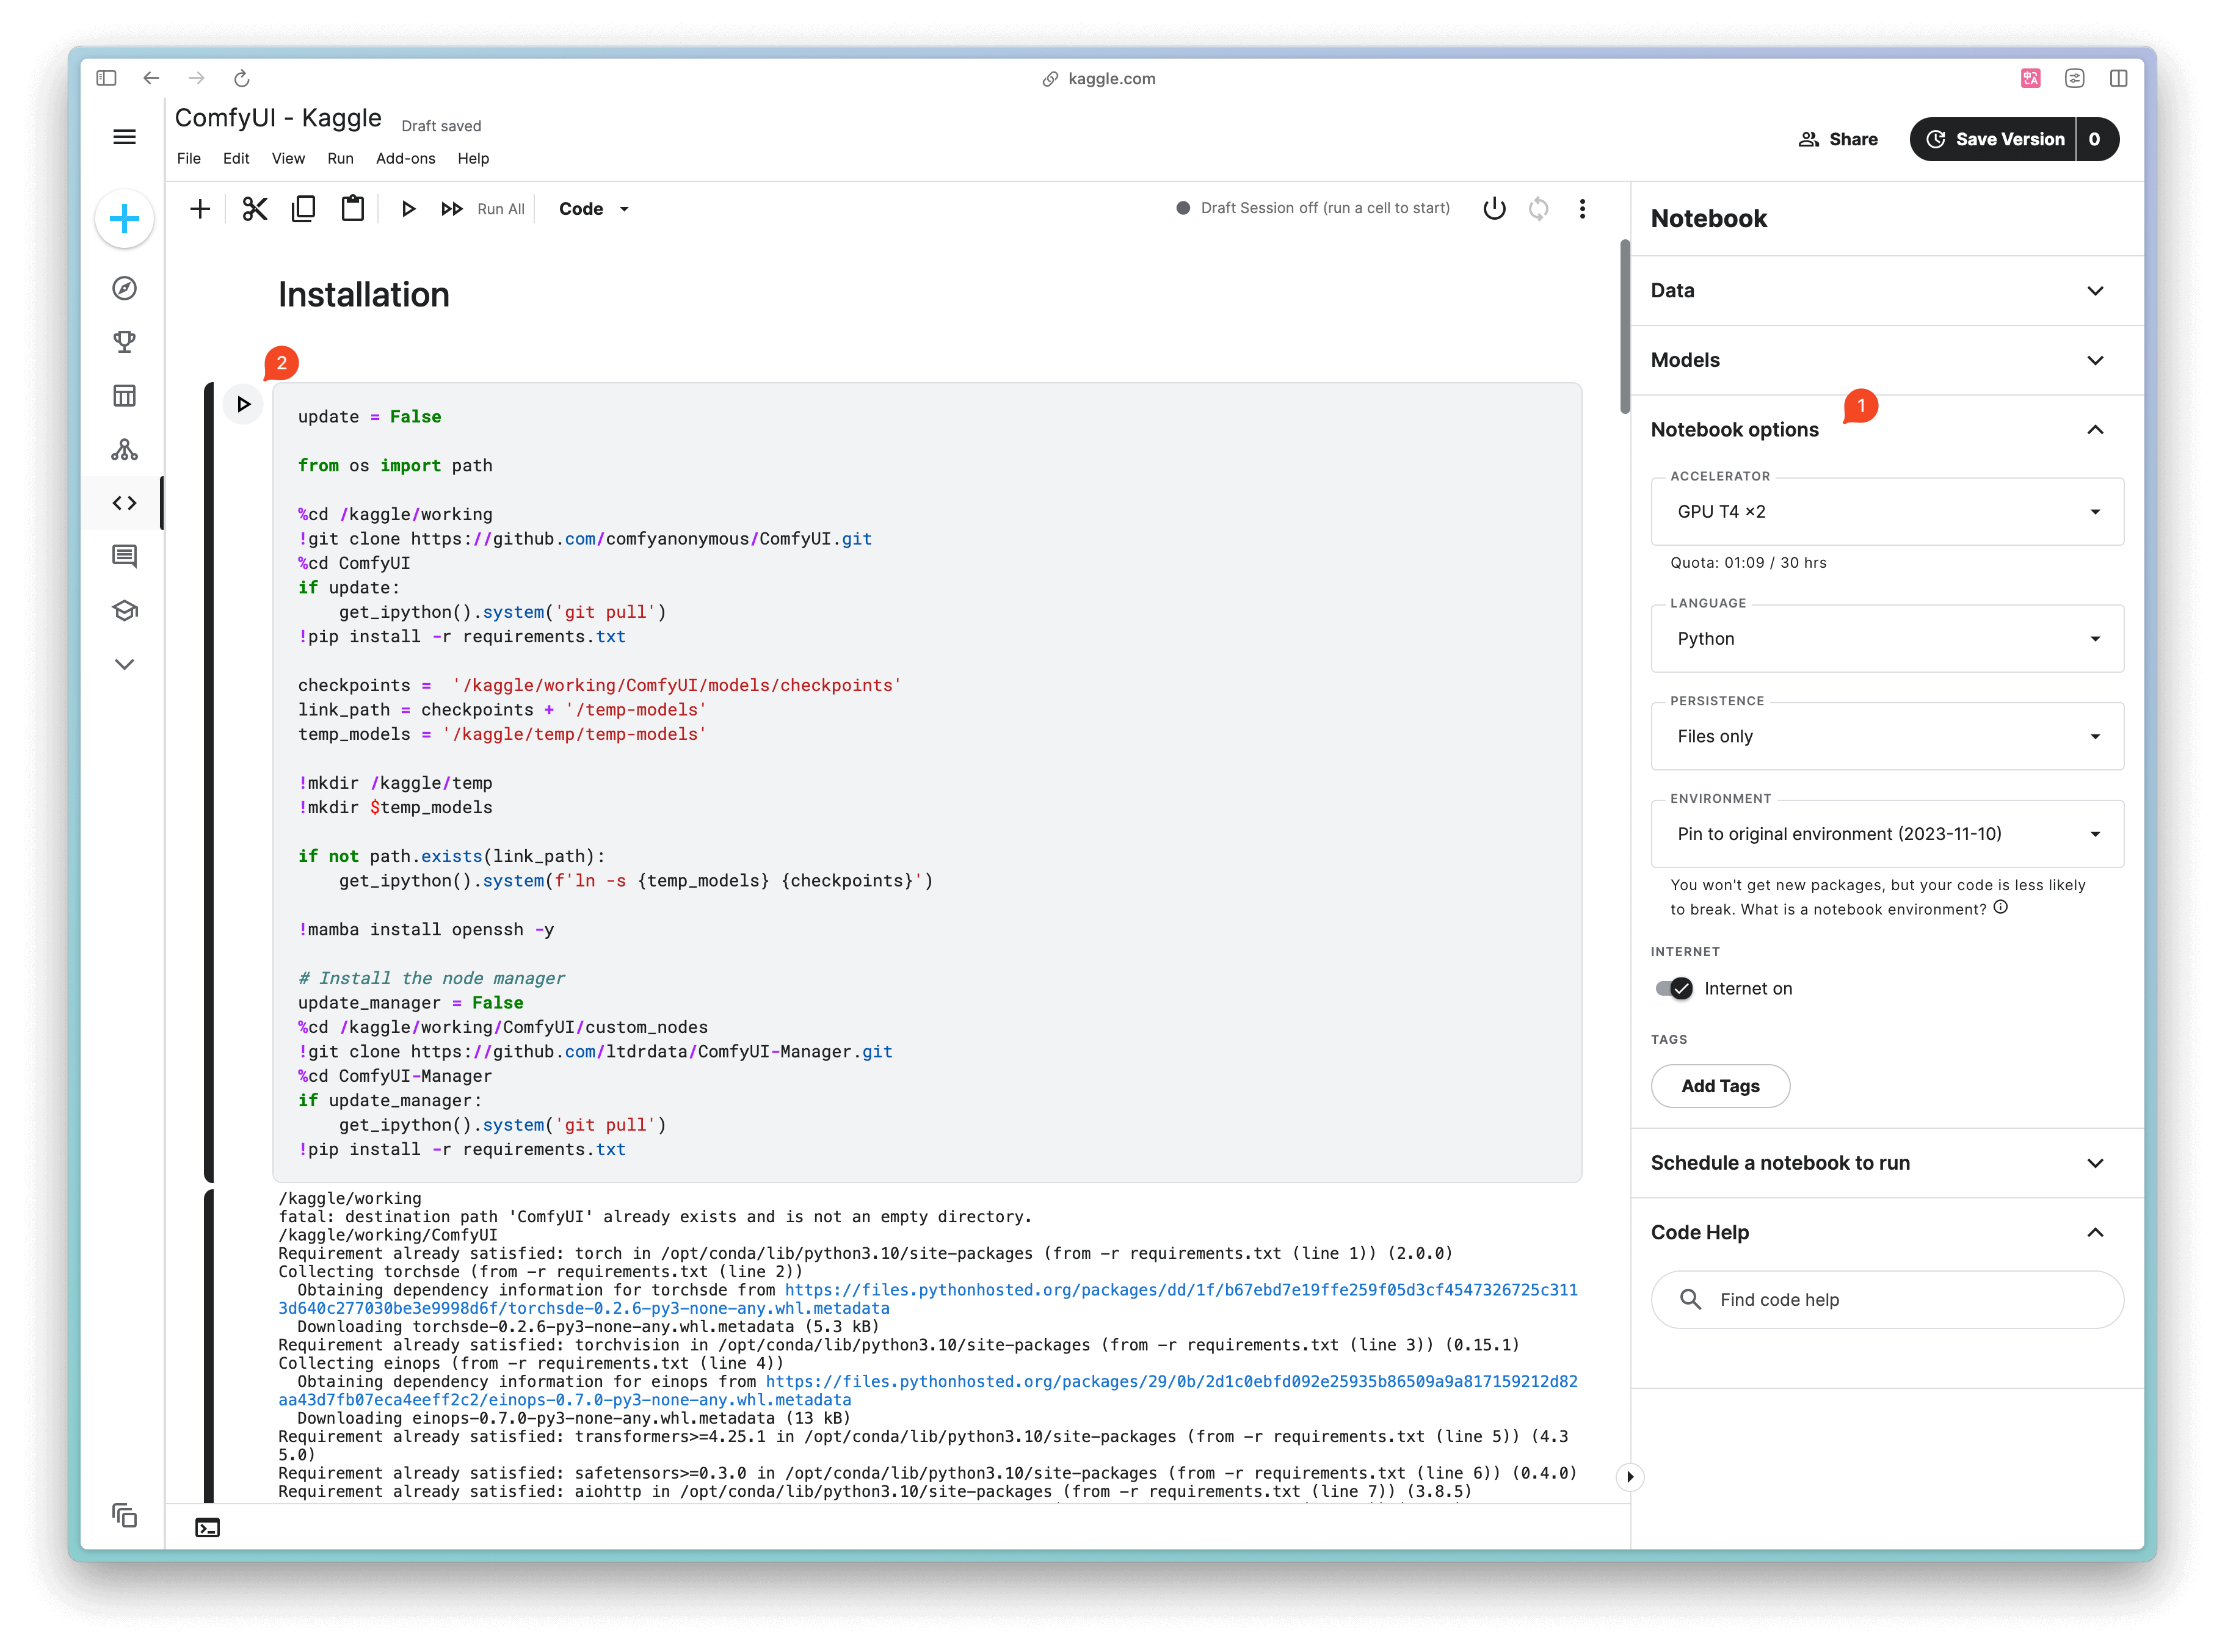 kaggle.com
ComfyUI - Kaggle Draft saved
File Edit View Run Add-ons Help
Share
Save Version 0
Run All
Code
Draft Session off (run a cell to start)
Installation
2
update = False
from os import path
%cd /kaggle/working
!git clone https://github.com/comfyanonymous/ComfyUI.git
%cd ComfyUI
if update:
    get_ipython().system('git pull')
!pip install -r requirements.txt
checkpoints =  '/kaggle/working/ComfyUI/models/checkpoints'
link_path = checkpoints + '/temp-models'
temp_models = '/kaggle/temp/temp-models'
!mkdir /kaggle/temp
!mkdir $temp_models
if not path.exists(link_path):
    get_ipython().system(f'ln -s {temp_models} {checkpoints}')
!mamba install openssh -y
# Install the node manager
update_manager = False
%cd /kaggle/working/ComfyUI/custom_nodes
!git clone https://github.com/ltdrdata/ComfyUI-Manager.git
%cd ComfyUI-Manager
if update_manager:
    get_ipython().system('git pull')
!pip install -r requirements.txt
/kaggle/working
fatal: destination path 'ComfyUI' already exists and is not an empty directory.
/kaggle/working/ComfyUI
Requirement already satisfied: torch in /opt/conda/lib/python3.10/site-packages (from -r requirements.txt (line 1)) (2.0.0)
Collecting torchsde (from -r requirements.txt (line 2))
  Obtaining dependency information for torchsde from https://files.pythonhosted.org/packages/dd/1f/b67ebd7e19ffe259f05d3cf4547326725c311
3d640c277030be3e9998d6f/torchsde-0.2.6-py3-none-any.whl.metadata
  Downloading torchsde-0.2.6-py3-none-any.whl.metadata (5.3 kB)
Requirement already satisfied: torchvision in /opt/conda/lib/python3.10/site-packages (from -r requirements.txt (line 3)) (0.15.1)
Collecting einops (from -r requirements.txt (line 4))
  Obtaining dependency information for einops from https://files.pythonhosted.org/packages/29/0b/2d1c0ebfd092e25935b86509a9a817159212d82
aa43d7fb07eca4eeff2c2/einops-0.7.0-py3-none-any.whl.metadata
  Downloading einops-0.7.0-py3-none-any.whl.metadata (13 kB)
Requirement already satisfied: transformers>=4.25.1 in /opt/conda/lib/python3.10/site-packages (from -r requirements.txt (line 5)) (4.3
5.0)
Requirement already satisfied: safetensors>=0.3.0 in /opt/conda/lib/python3.10/site-packages (from -r requirements.txt (line 6)) (0.4.0)
Requirement already satisfied: aiohttp in /opt/conda/lib/python3.10/site-packages (from -r requirements.txt (line 7)) (3.8.5)
Notebook
Data
Models
1
Notebook options
ACCELERATOR
GPU T4 ×2
Quota: 01:09 / 30 hrs
LANGUAGE
Python
PERSISTENCE
Files only
ENVIRONMENT
Pin to original environment (2023-11-10)
You won't get new packages, but your code is less likely
to break. What is a notebook environment?
INTERNET
Internet on
TAGS
Add Tags
Schedule a notebook to run
Code Help
Find code help